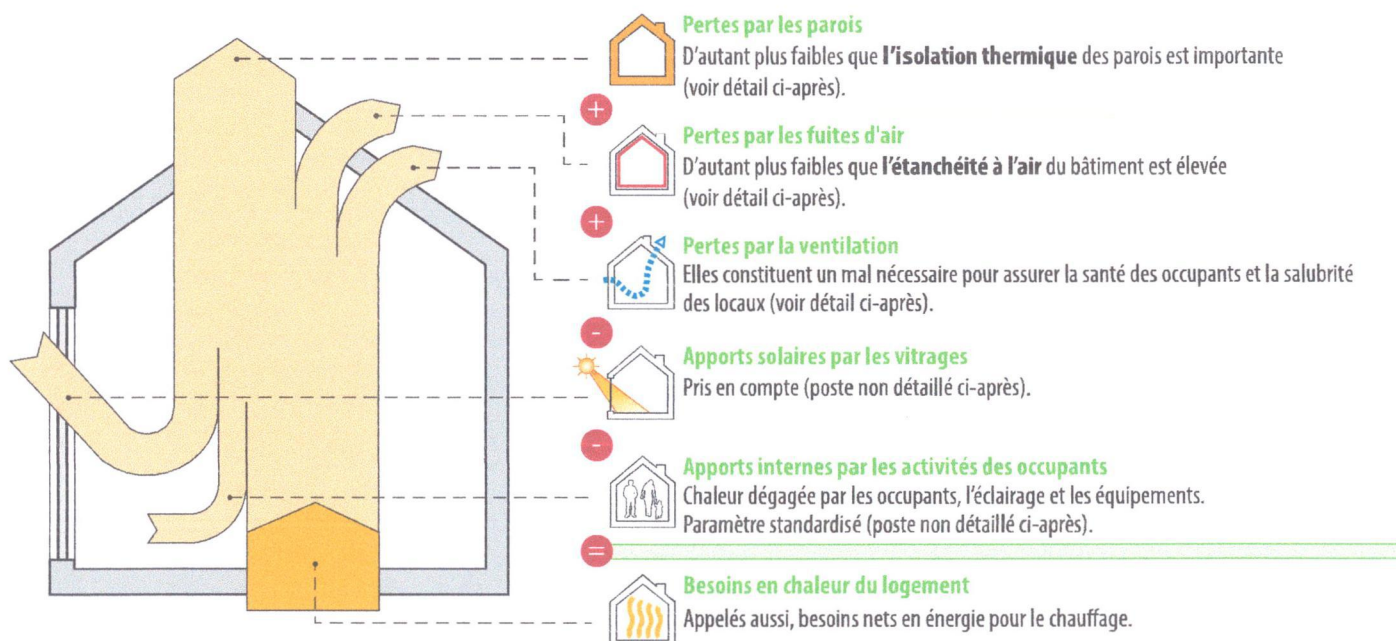 Pertes par les parois
D'autant plus faibles que l'isolation thermique des parois est importante
(voir détail ci-après).
+
Pertes par les fuites d'air
D'autant plus faibles que l'étanchéité à l'air du bâtiment est élevée
(voir détail ci-après).
+
Pertes par la ventilation
Elles constituent un mal nécessaire pour assurer la santé des occupants et la salubrité
des locaux (voir détail ci-après).
-
Apports solaires par les vitrages
Pris en compte (poste non détaillé ci-après).
-
Apports internes par les activités des occupants
Chaleur dégagée par les occupants, l'éclairage et les équipements.
Paramètre standardisé (poste non détaillé ci-après).
=
Besoins en chaleur du logement
Appelés aussi, besoins nets en énergie pour le chauffage.